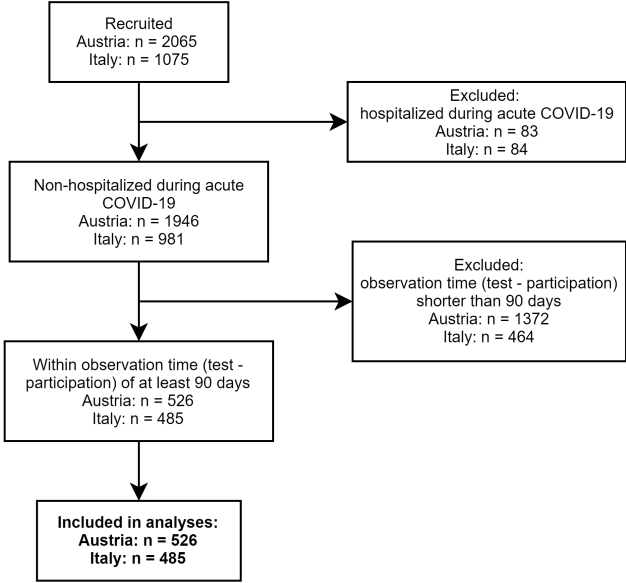 Recruited
Austria: n = 2065
Italy: n = 1075
Excluded:
hospitalized during acute COVID-19
Austria: n = 83
Italy: n = 84
Non-hospitalized during acute
COVID-19
Austria: n = 1946
Italy: n = 981
Excluded:
observation time (test - participation)
shorter than 90 days
Austria: n = 1372
Italy: n = 464
Within observation time (test -
participation) of at least 90 days
Austria: n = 526
Italy: n = 485
Included in analyses:
Austria: n = 526
Italy: n = 485